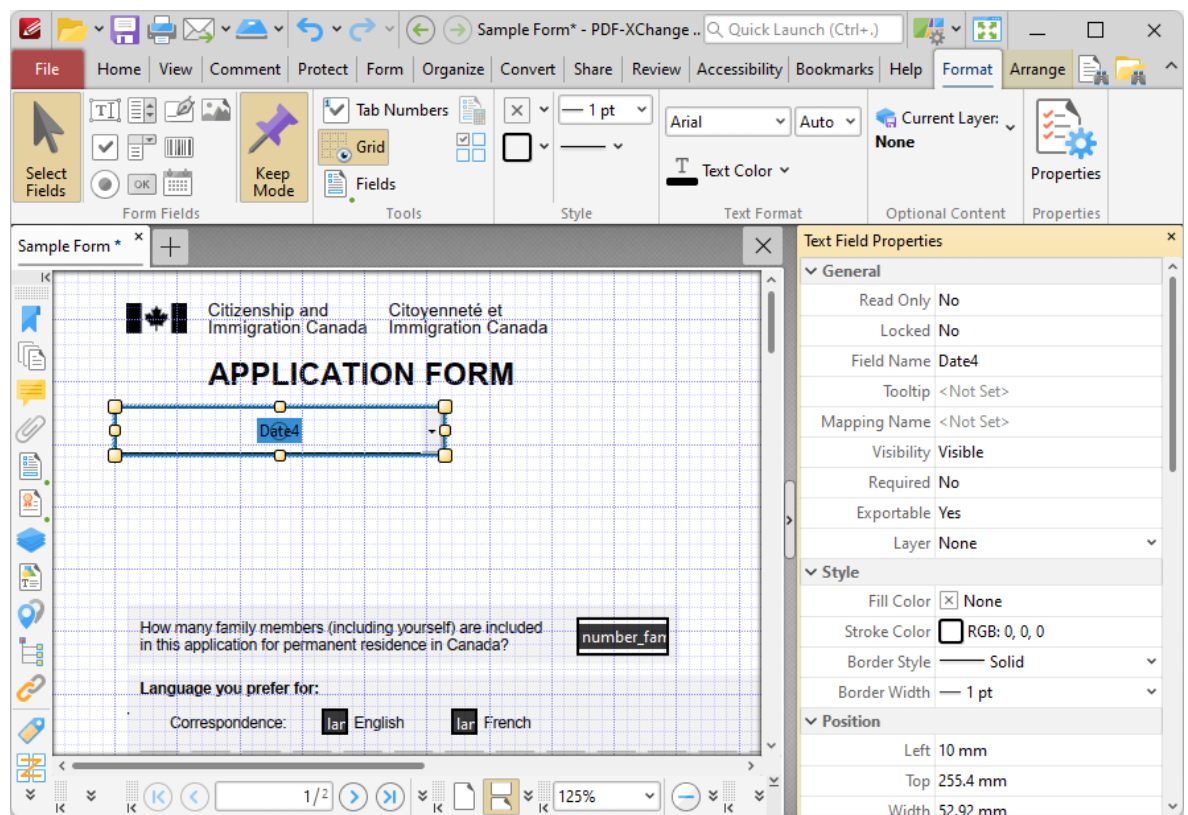 Sample Form* - PDF-XChange ..
Quick Launch (Ctrl+.)
File Home View Comment Protect Form Organize Convert Share Review Accessibility Bookmarks Help Format Arrange
Select Fields
OK
Keep Mode
Form Fields
Tab Numbers
Grid
Fields
Tools
1 pt
Style
Arial
Auto
Text Color
Text Format
Current Layer:
None
Optional Content
Properties
Properties
Sample Form *
Citizenship and Immigration Canada
Citoyenneté et Immigration Canada
APPLICATION FORM
Date4
How many family members (including yourself) are included
in this application for permanent residence in Canada?
number_fan
Language you prefer for:
Correspondence: lar English lar French
1/2
125%
Text Field Properties
General
Read Only No
Locked No
Field Name Date4
Tooltip <Not Set>
Mapping Name <Not Set>
Visibility Visible
Required No
Exportable Yes
Layer None
Style
Fill Color None
Stroke Color RGB: 0, 0, 0
Border Style Solid
Border Width 1 pt
Position
Left 10 mm
Top 255.4 mm
Width 52.92 mm